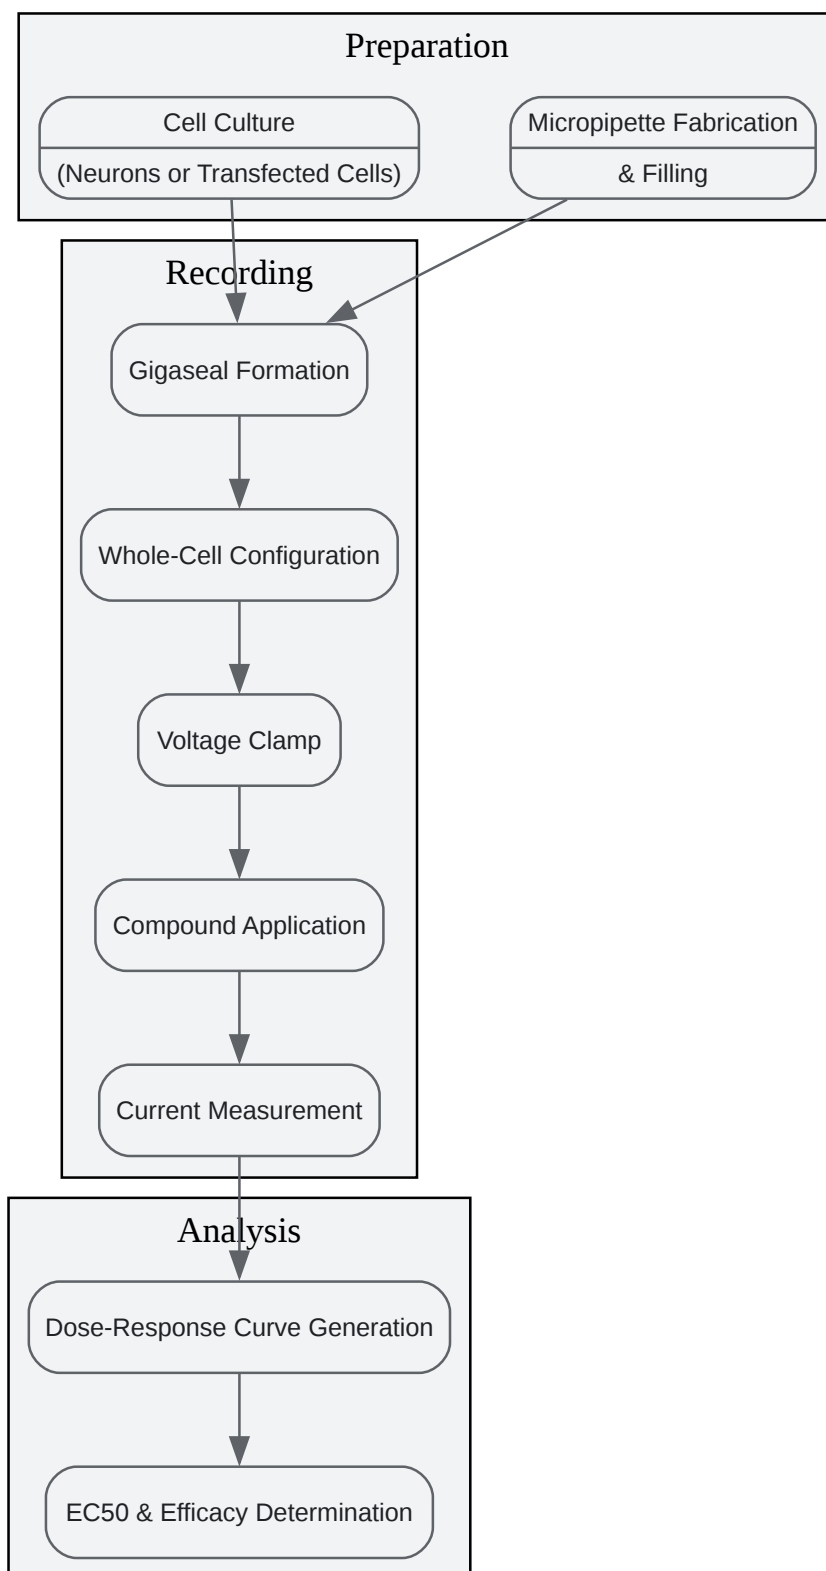 Preparation
Cell Culture
(Neurons or Transfected Cells)
Micropipette Fabrication
& Filling
Recording
Gigaseal Formation
Whole-Cell Configuration
Voltage Clamp
Compound Application
Current Measurement
Analysis
Dose-Response Curve Generation
EC50 & Efficacy Determination